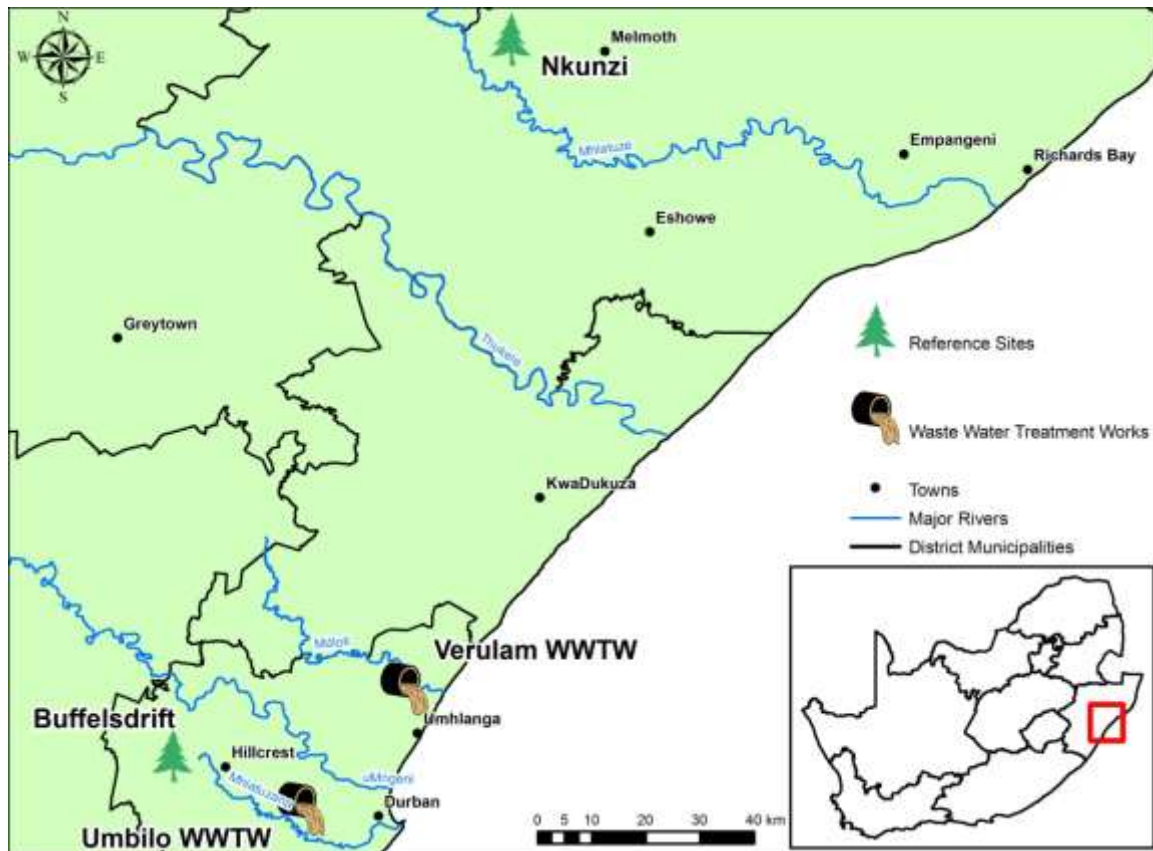 N
W
E
S
Melmoth
Nkunzi
Mhlatuze
Empangeni
Richards Bay
Eshowe
Greytown
Thukela
Reference Sites
Waste Water Treatment Works
KwaDukuza
Towns
Major Rivers
District Municipalities
Mdloti
Verulam WWTW
Buffelsdrift
Umhlanga
Hillcrest
uMngeni
Mhlatuzana
Durban
Umbilo WWTW
0 5 10 20 30 40 km